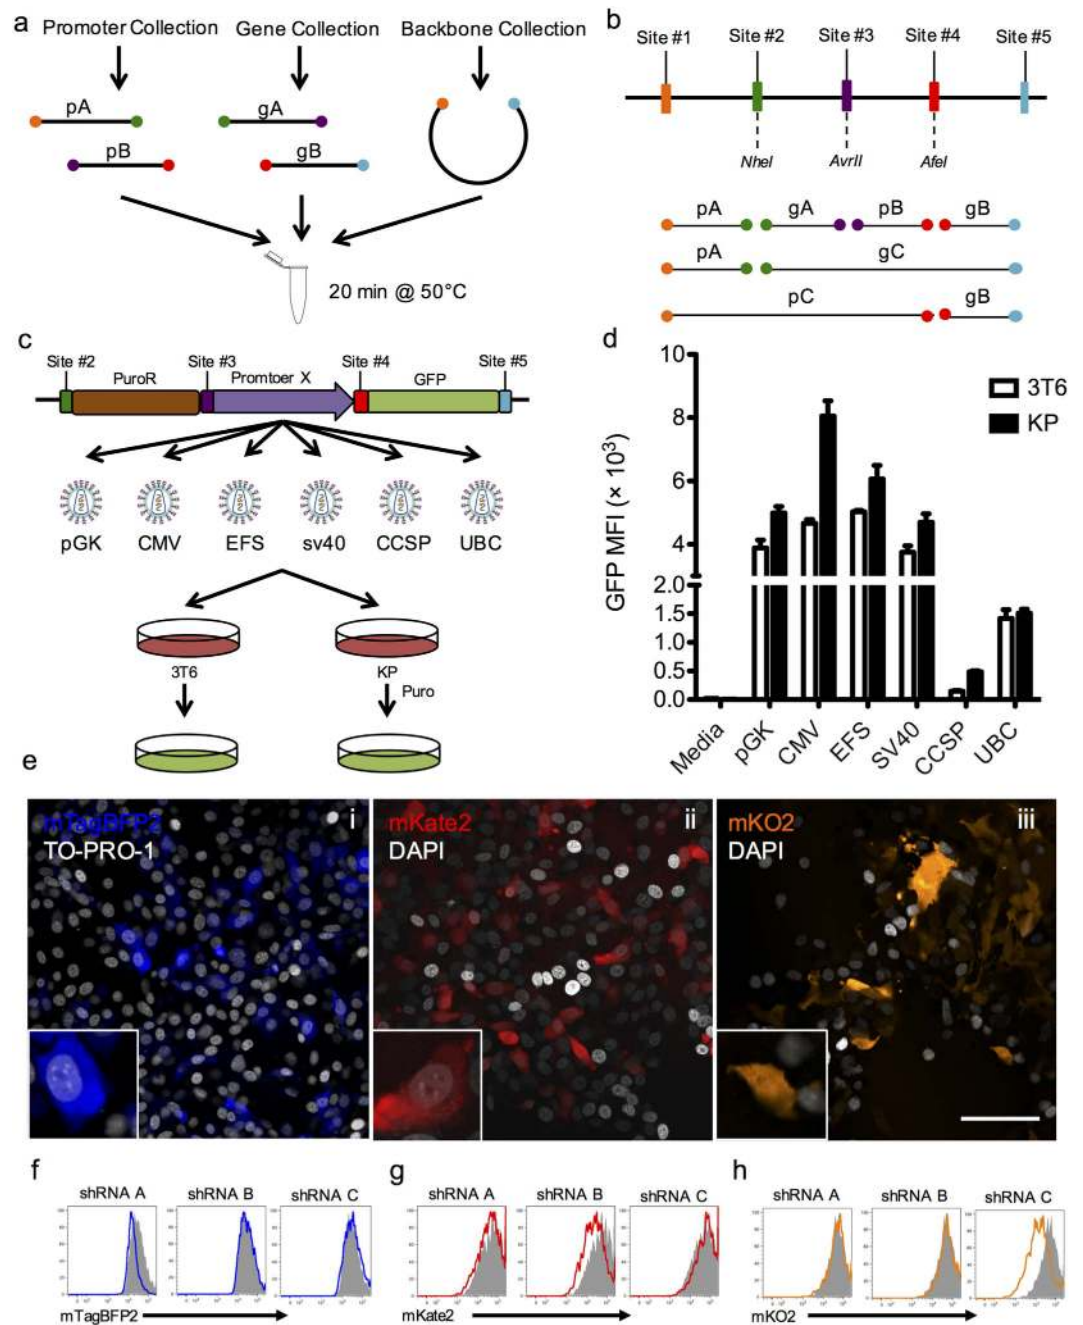 a
Promoter Collection Gene Collection Backbone Collection
pA gA
pB gB
20 min @ 50°C
b
Site #1 Site #2 Site #3 Site #4 Site #5
NheI AvrII AfeI
pA gA pB gB
pA gC
pC gB
c
Site #2 Site #3 Site #4 Site #5
PuroR Promtoer X GFP
pGK CMV EFS sv40 CCSP UBC
3T6 KP
Puro
d
GFP MFI (× 10³)
10
8
6
4
2.0
1.5
1.0
0.5
0.0
3T6
KP
Media pGK CMV EFS SV40 CCSP UBC
e
mTagBFP2 i
TO-PRO-1
mKate2 ii
DAPI
mKO2 iii
DAPI
f
shRNA A shRNA B shRNA C
mTagBFP2
g
shRNA A shRNA B shRNA C
mKate2
h
shRNA A shRNA B shRNA C
mKO2